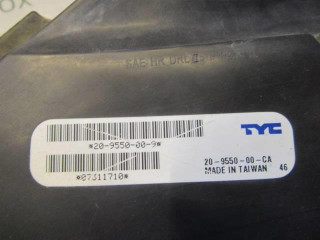 TYC
*20-9550-00-9*
20-9550-00-CA
MADE IN TAIWAN 46
*07311710*